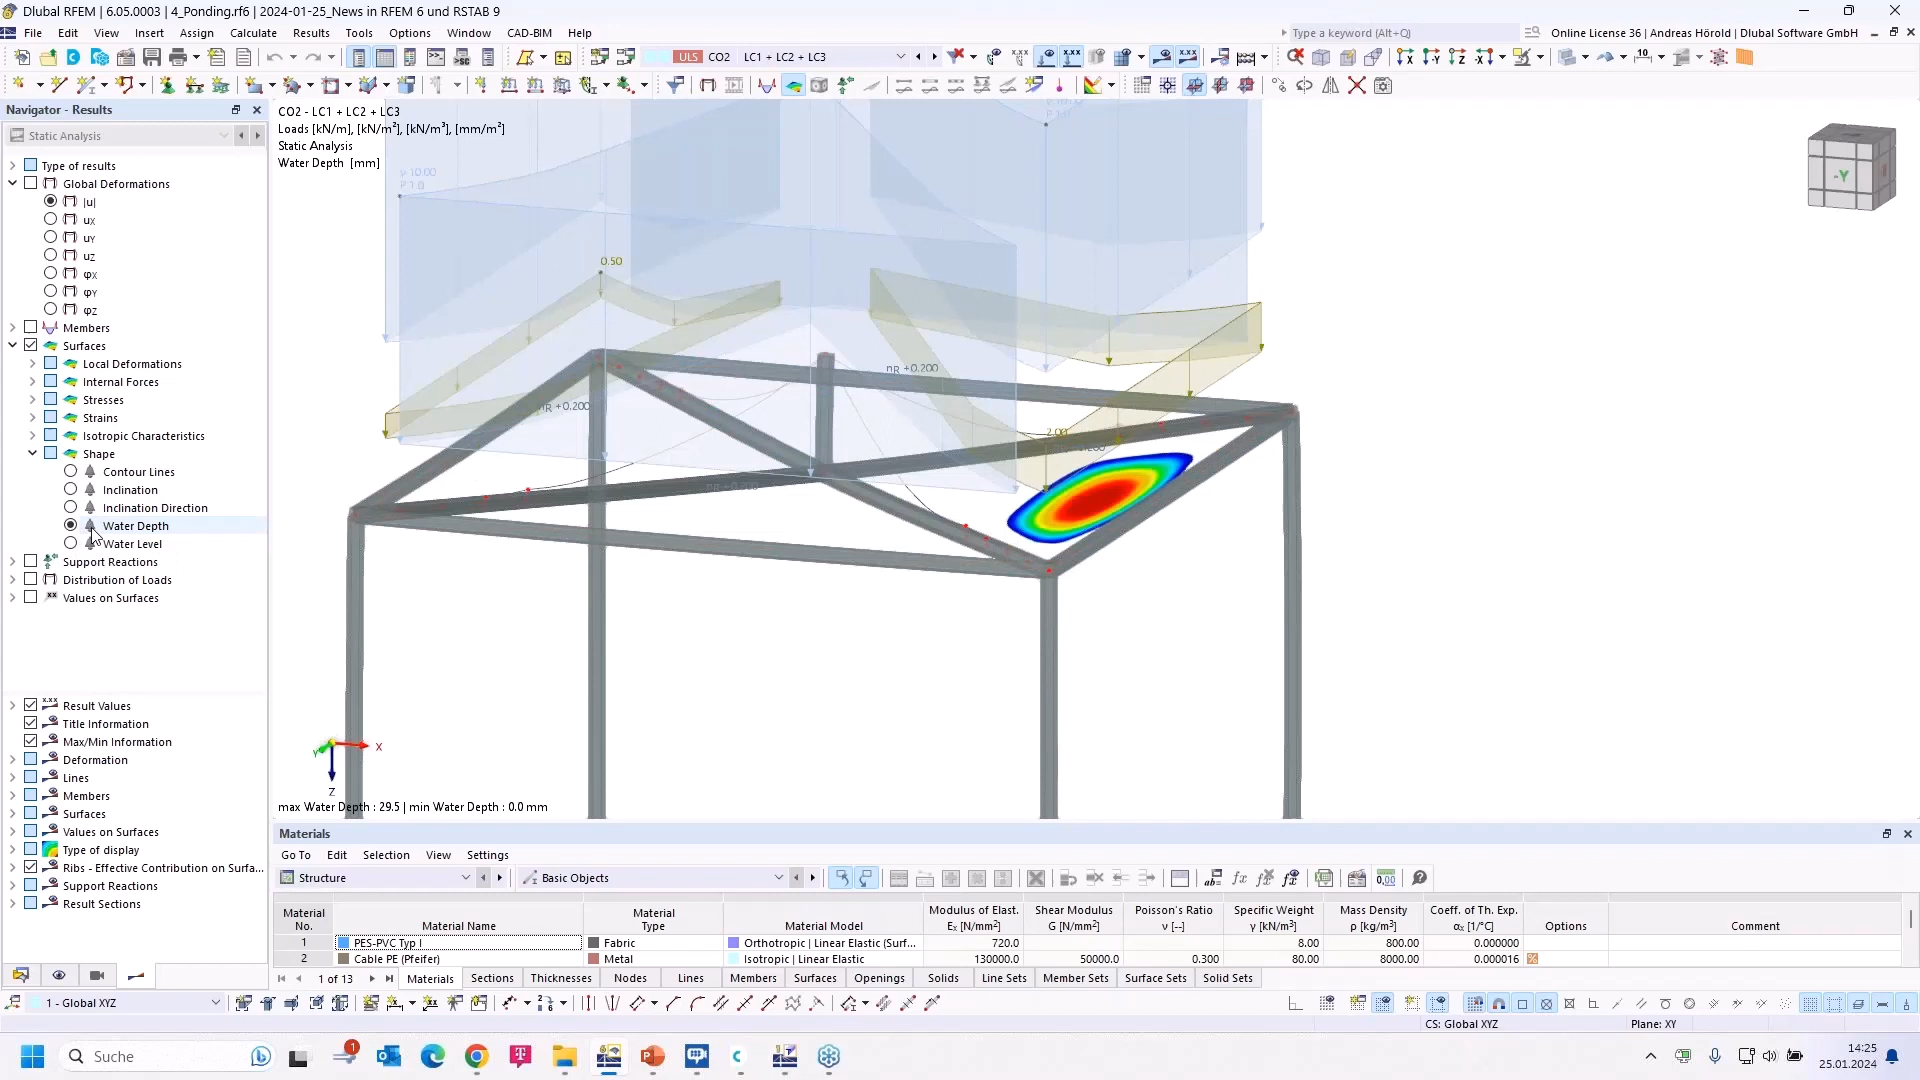 Dlubal RFEM | 6.05.0003 | 4_Ponding.rf6 | 2024-01-25_News in RFEM 6 und RSTAB 9
File Edit View Insert Assign Calculate Results Tools Options Window CAD-BIM Help
Type a keyword (Alt+Q)
Online License 36 | Andreas Hörold | Dlubal Software GmbH
ULS CO2 LC1 + LC2 + LC3
Navigator - Results
Static Analysis
Type of results
Global Deformations
|u|
uX
uY
uZ
φX
φY
φZ
Members
Surfaces
Local Deformations
Internal Forces
Stresses
Strains
Isotropic Characteristics
Shape
Contour Lines
Inclination
Inclination Direction
Water Depth
Water Level
Support Reactions
Distribution of Loads
Values on Surfaces
Result Values
Title Information
Max/Min Information
Deformation
Lines
Members
Surfaces
Values on Surfaces
Type of display
Ribs - Effective Contribution on Surfa...
Support Reactions
Result Sections
CO2 - LC1 + LC2 + LC3
Loads [kN/m], [kN/m²], [kN/m³], [mm/m²]
Static Analysis
Water Depth [mm]
0.50
nR +0.200
nR +0.200
2.00
-Y
X
Y
Z
max Water Depth : 29.5 | min Water Depth : 0.0 mm
Materials
Go To Edit Selection View Settings
Structure
Basic Objects
Material No.
Material Name
Material Type
Material Model
Modulus of Elast. Eₓ [N/mm²]
Shear Modulus G [N/mm²]
Poisson's Ratio ν [--]
Specific Weight γ [kN/m³]
Mass Density ρ [kg/m³]
Coeff. of Th. Exp. αₓ [1/°C]
Options
Comment
1 PES-PVC Typ I Fabric Orthotropic | Linear Elastic (Surf... 720.0 8.00 800.00 0.000000
2 Cable PE (Pfeifer) Metal Isotropic | Linear Elastic 130000.0 50000.0 0.300 80.00 8000.00 0.000016
1 of 13
Materials Sections Thicknesses Nodes Lines Members Surfaces Openings Solids Line Sets Member Sets Surface Sets Solid Sets
1 - Global XYZ
CS: Global XYZ
Plane: XY
Suche
1
14:25
25.01.2024